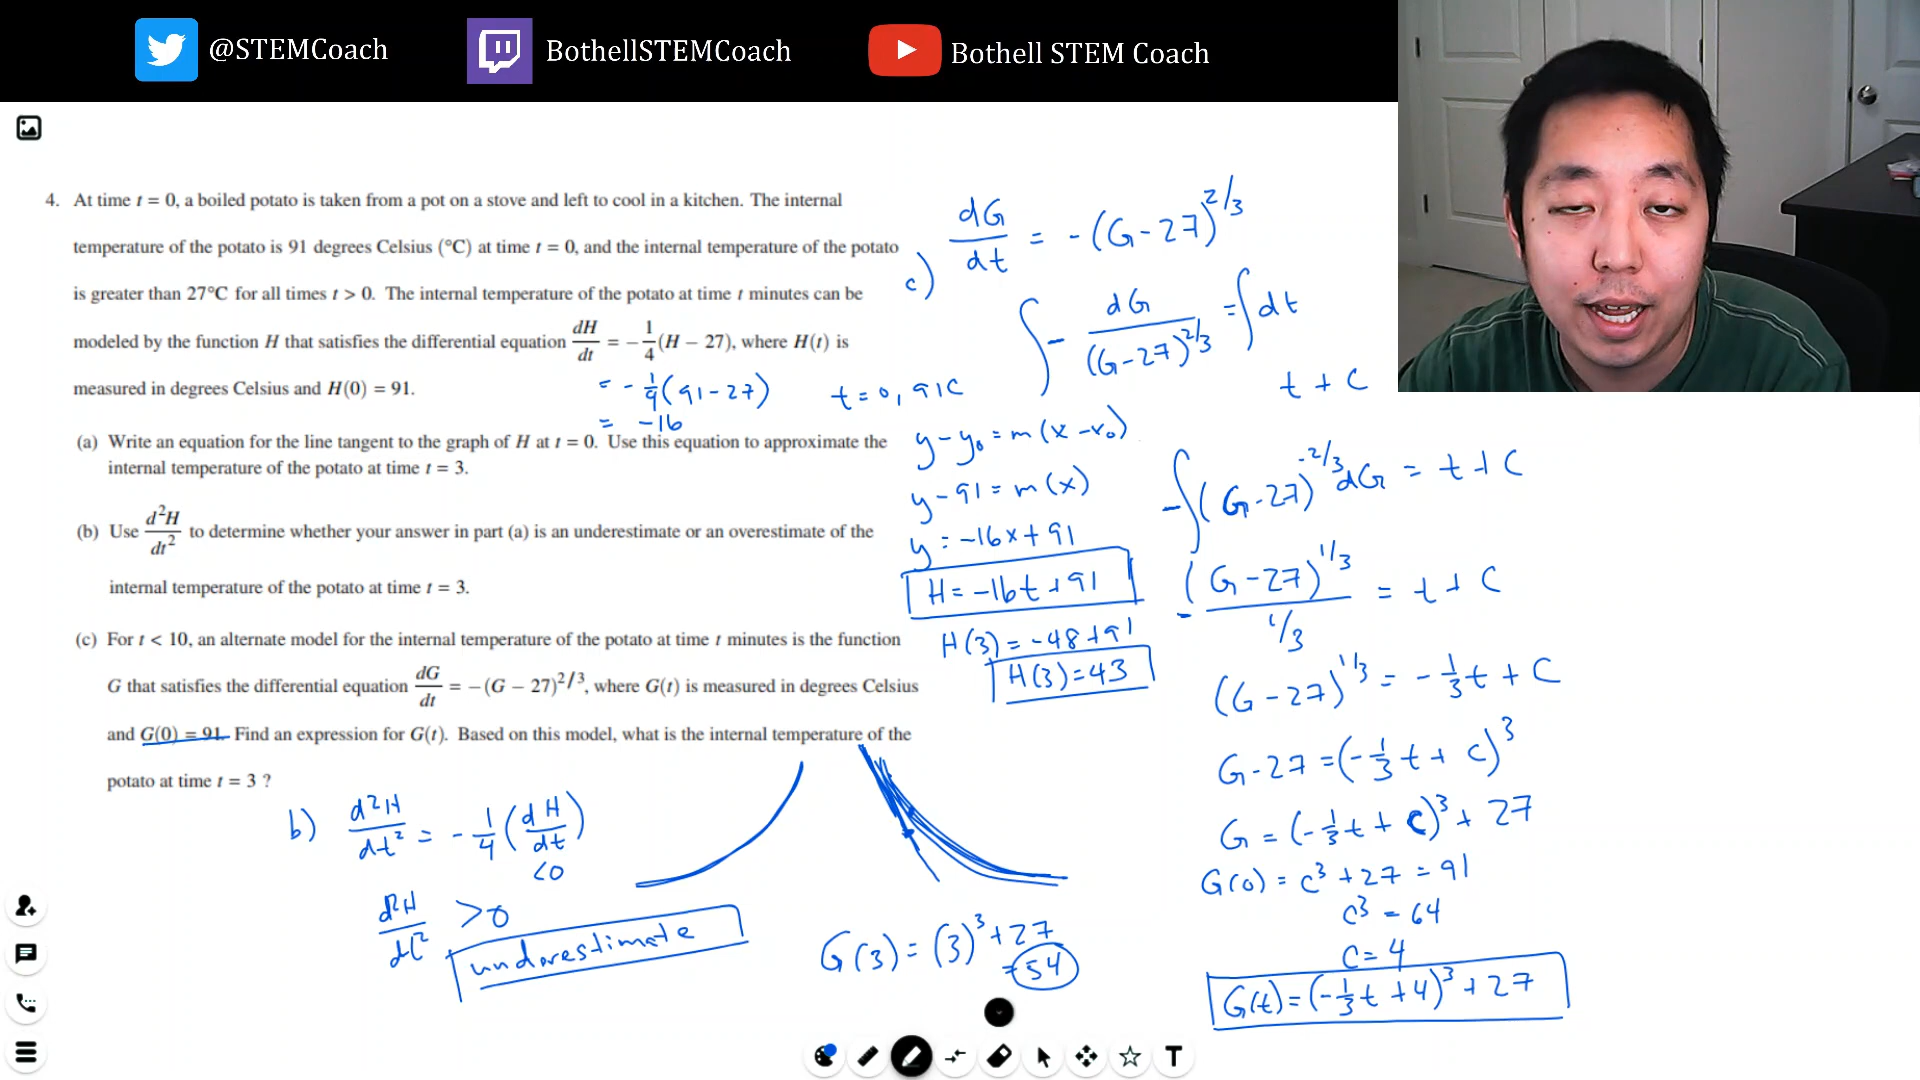 @STEMCoach
BothellSTEMCoach
Bothell STEM Coach
4. At time t = 0, a boiled potato is taken from a pot on a stove and left to cool in a kitchen. The internal
temperature of the potato is 91 degrees Celsius (°C) at time t = 0, and the internal temperature of the potato
is greater than 27°C for all times t > 0. The internal temperature of the potato at time t minutes can be
modeled by the function H that satisfies the differential equation dH/dt = -1/4(H - 27), where H(t) is
measured in degrees Celsius and H(0) = 91.
= -1/4(91-27)
= -16
t=0, 91C
(a) Write an equation for the line tangent to the graph of H at t = 0. Use this equation to approximate the
internal temperature of the potato at time t = 3.
(b) Use d²H/dt² to determine whether your answer in part (a) is an underestimate or an overestimate of the
internal temperature of the potato at time t = 3.
(c) For t < 10, an alternate model for the internal temperature of the potato at time t minutes is the function
G that satisfies the differential equation dG/dt = -(G - 27)^2/3, where G(t) is measured in degrees Celsius
and G(0) = 91. Find an expression for G(t). Based on this model, what is the internal temperature of the
potato at time t = 3 ?
b) d²H/dt² = -1/4(dH/dt)
<0
d²H/dt² >0
underestimate
y-y₀=m(x-x₀)
y-91=m(x)
y=-16x+91
H=-16t+91
H(3)=-48+91
H(3)=43
c) dG/dt = -(G-27)^2/3
∫-dG/(G-27)^2/3 = ∫dt
t+C
-∫(G-27)^-2/3 dG = t+C
-(G-27)^1/3/1/3 = t+C
(G-27)^1/3 = -1/3t+C
G-27=(-1/3t+C)^3
G=(-1/3t+C)^3+27
G(0)=C³+27=91
C³=64
C=4
G(t)=(-1/3t+4)^3+27
G(3)=(3)^3+27
=54
T